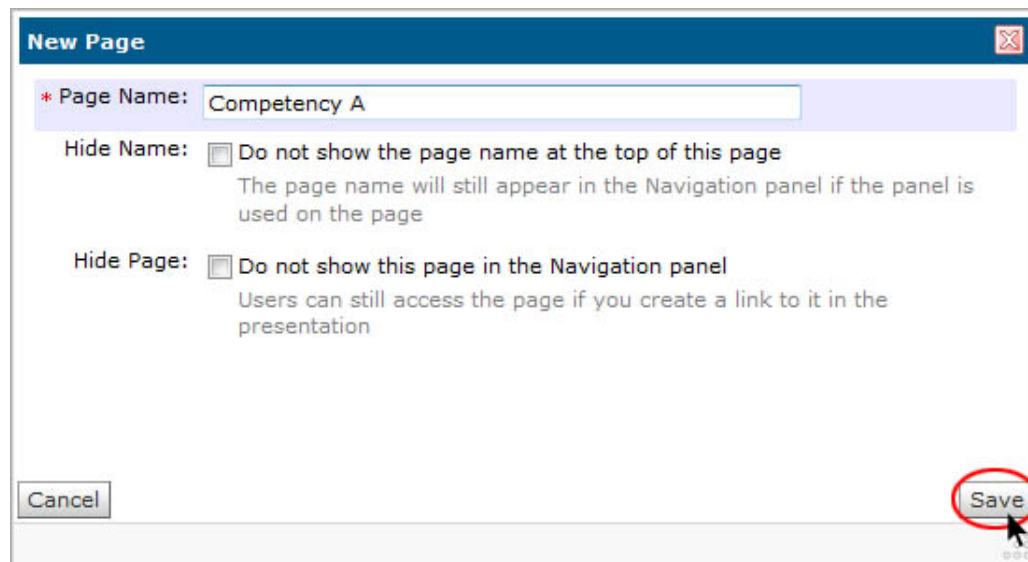 New Page
* Page Name: Competency A
Hide Name: Do not show the page name at the top of this page
The page name will still appear in the Navigation panel if the panel is
used on the page
Hide Page: Do not show this page in the Navigation panel
Users can still access the page if you create a link to it in the
presentation
Cancel Save